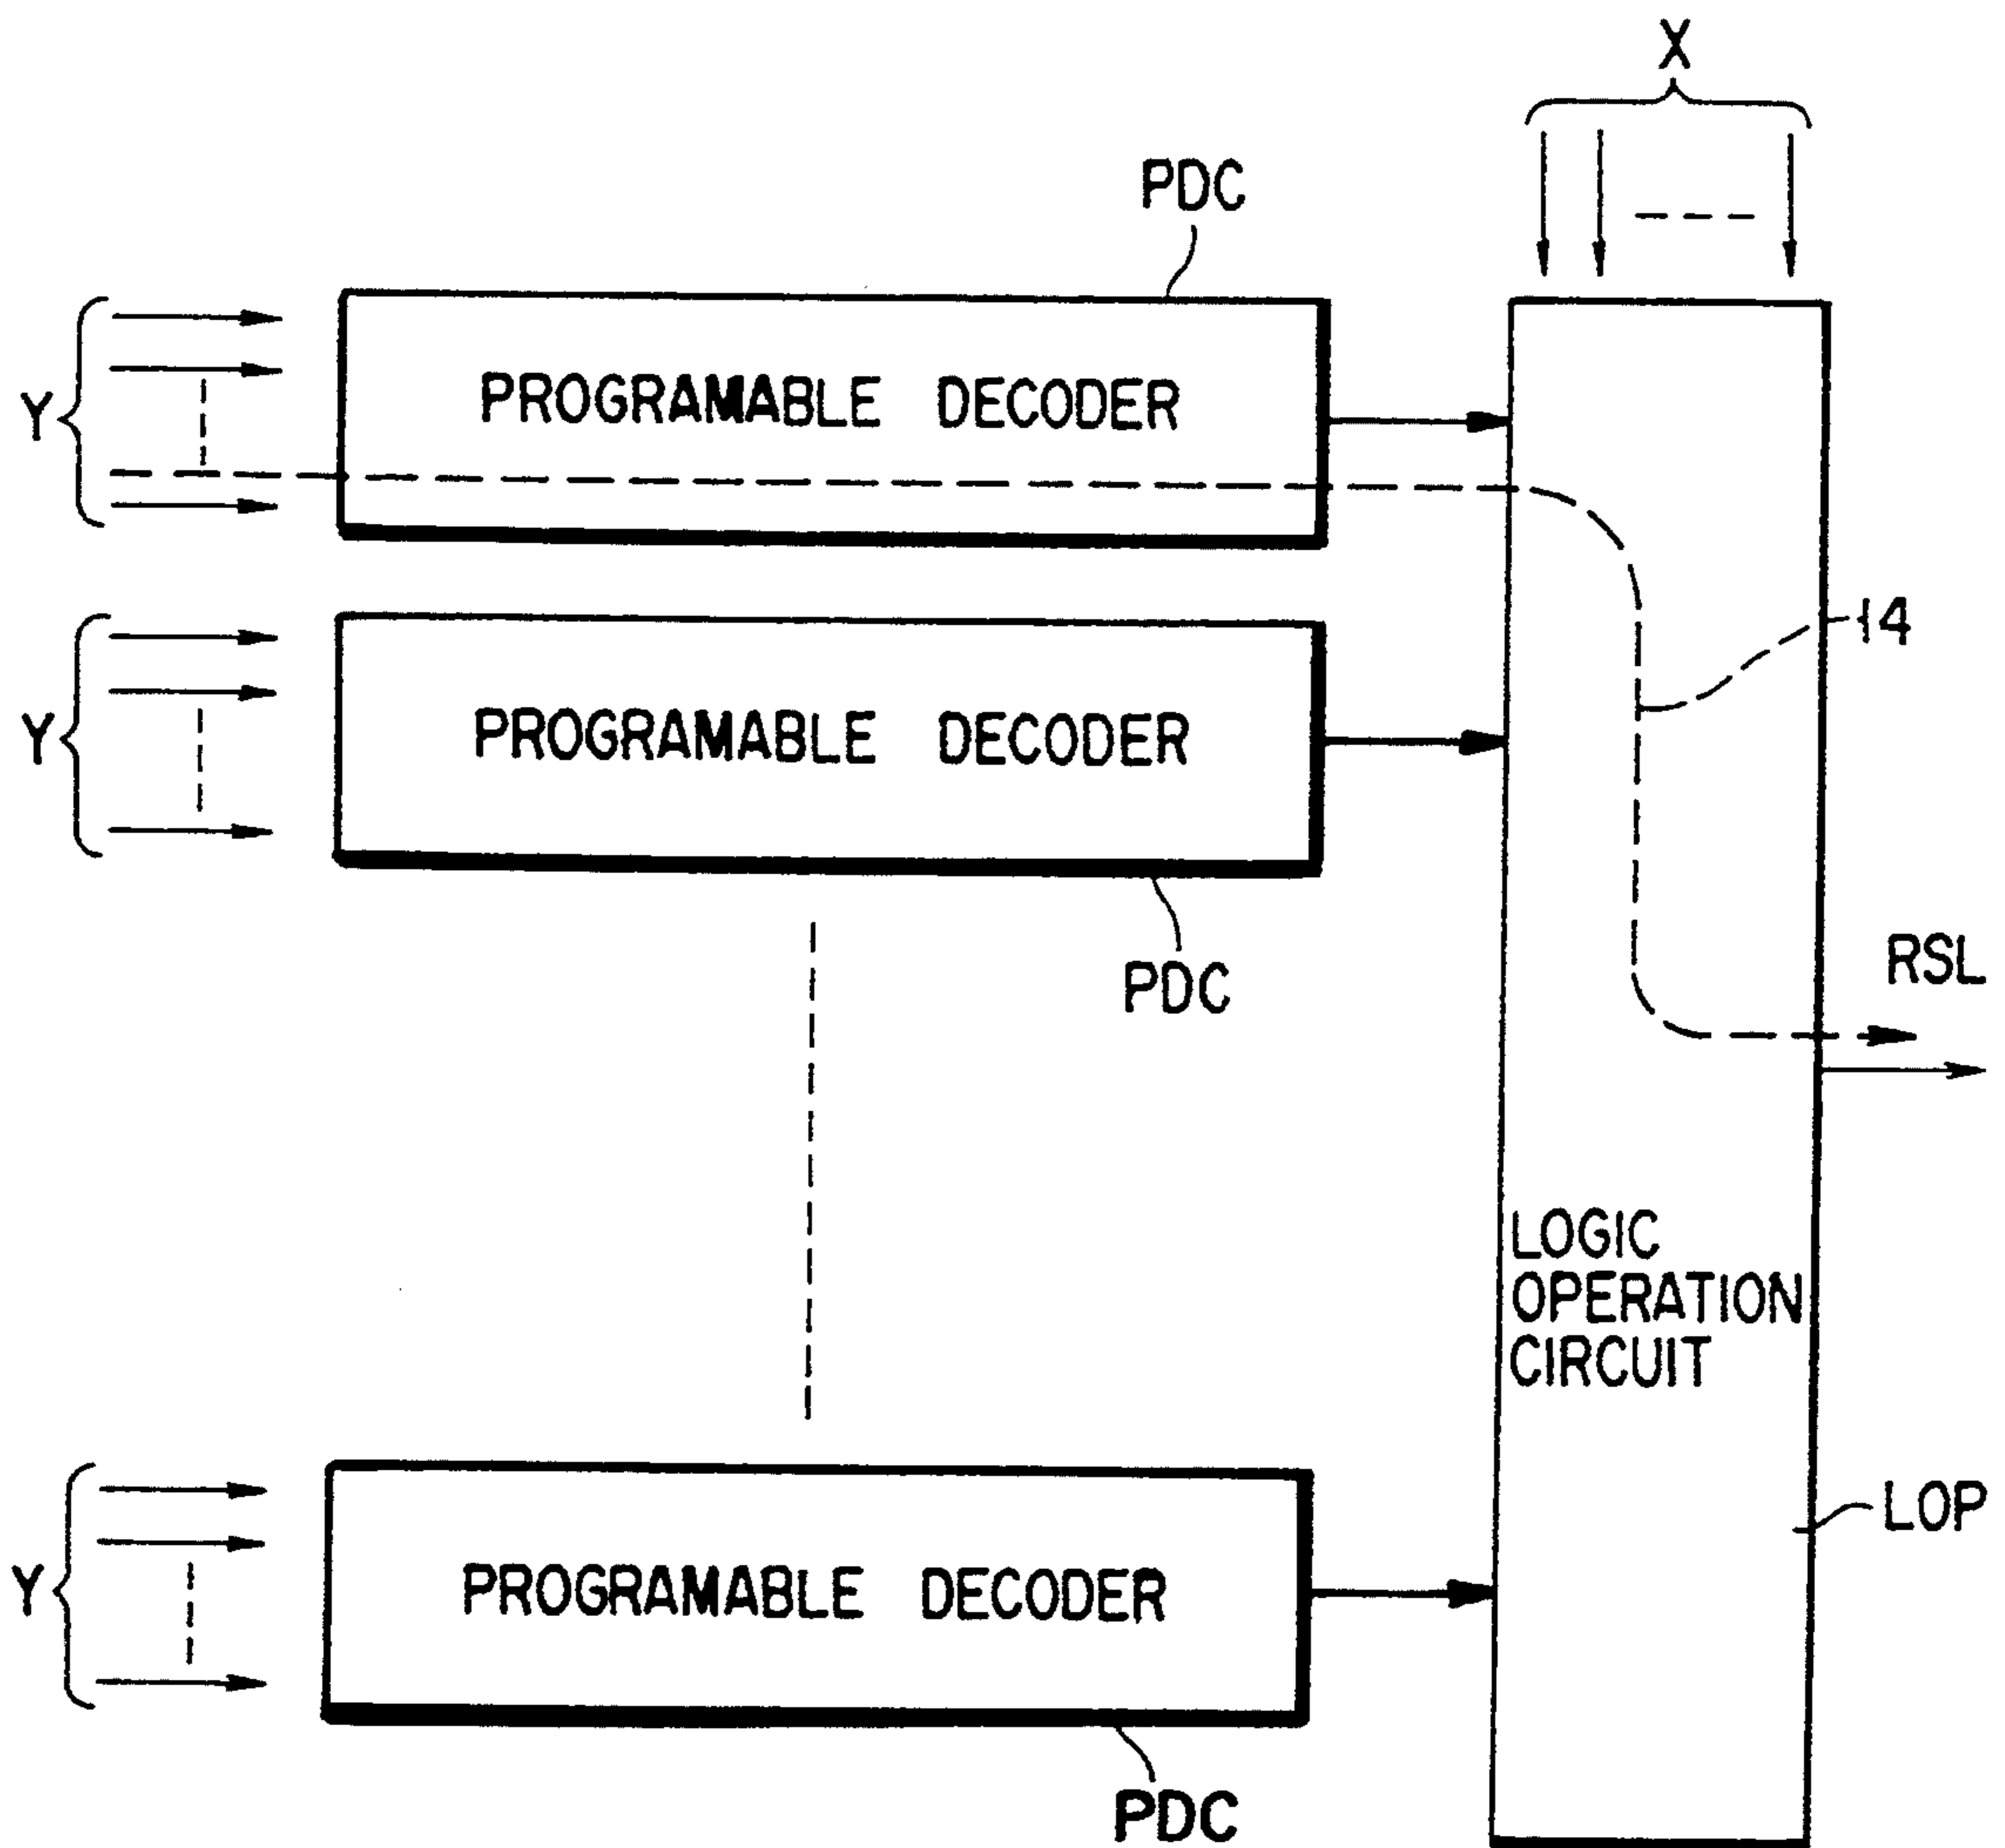 X
PDC
Y
PROGRAMABLE DECODER
Y
PROGRAMABLE DECODER
14
PDC
RSL
LOGIC
OPERATION
CIRCUIT
LOP
Y
PROGRAMABLE DECODER
PDC